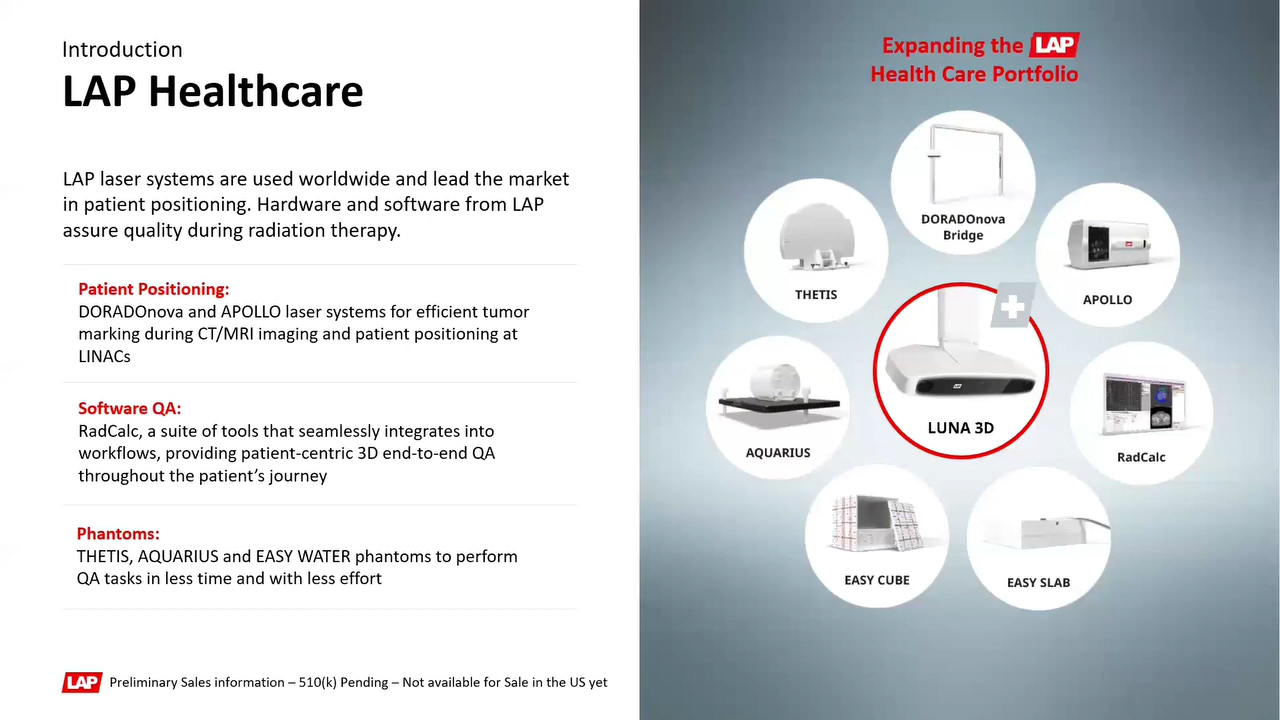 Introduction
LAP Healthcare
LAP laser systems are used worldwide and lead the market
in patient positioning. Hardware and software from LAP
assure quality during radiation therapy.
Patient Positioning:
DORADOnova and APOLLO laser systems for efficient tumor
marking during CT/MRI imaging and patient positioning at
LINACs
Software QA:
RadCalc, a suite of tools that seamlessly integrates into
workflows, providing patient-centric 3D end-to-end QA
throughout the patient’s journey
Phantoms:
THETIS, AQUARIUS and EASY WATER phantoms to perform
QA tasks in less time and with less effort
LAP Preliminary Sales information – 510(k) Pending – Not available for Sale in the US yet
Expanding the LAP
Health Care Portfolio
DORADOnova
Bridge
THETIS
APOLLO
LUNA 3D
AQUARIUS
RadCalc
EASY CUBE
EASY SLAB